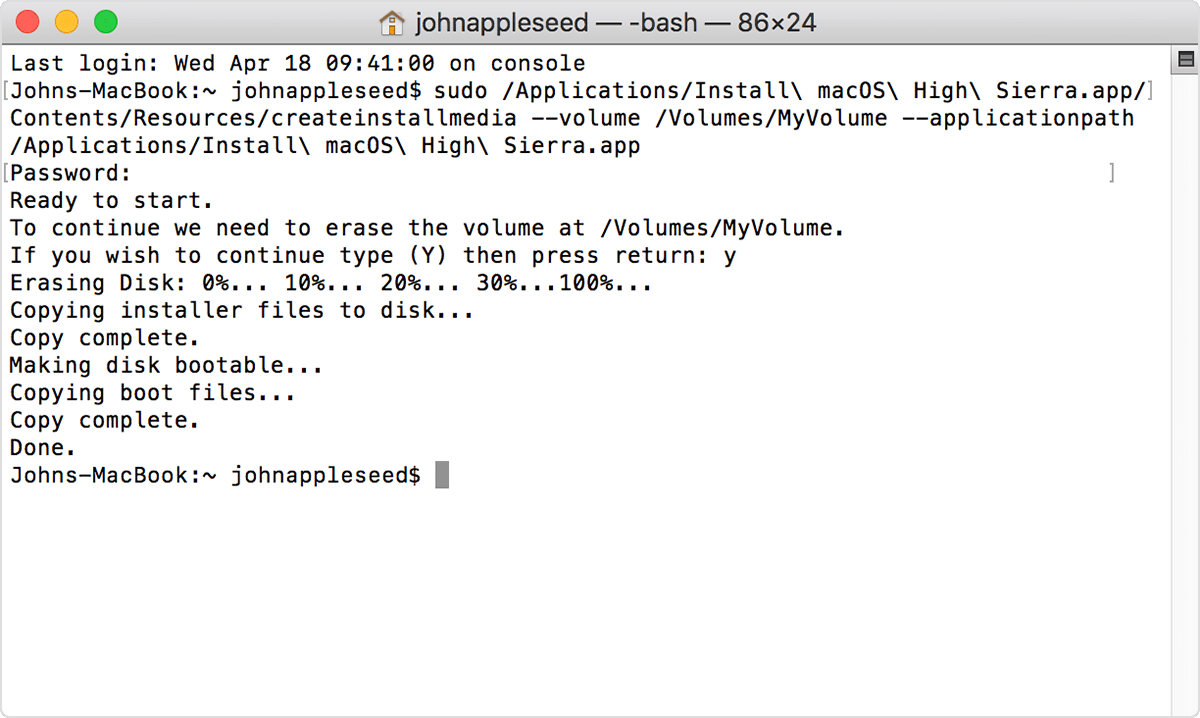 johnappleseed — -bash — 86×24
Last login: Wed Apr 18 09:41:00 on console
[Johns-MacBook:~ johnappleseed$ sudo /Applications/Install\ macOS\ High\ Sierra.app/]
Contents/Resources/createinstallmedia --volume /Volumes/MyVolume --applicationpath
/Applications/Install\ macOS\ High\ Sierra.app
[Password: ]
Ready to start.
To continue we need to erase the volume at /Volumes/MyVolume.
If you wish to continue type (Y) then press return: y
Erasing Disk: 0%... 10%... 20%... 30%...100%...
Copying installer files to disk...
Copy complete.
Making disk bootable...
Copying boot files...
Copy complete.
Done.
Johns-MacBook:~ johnappleseed$